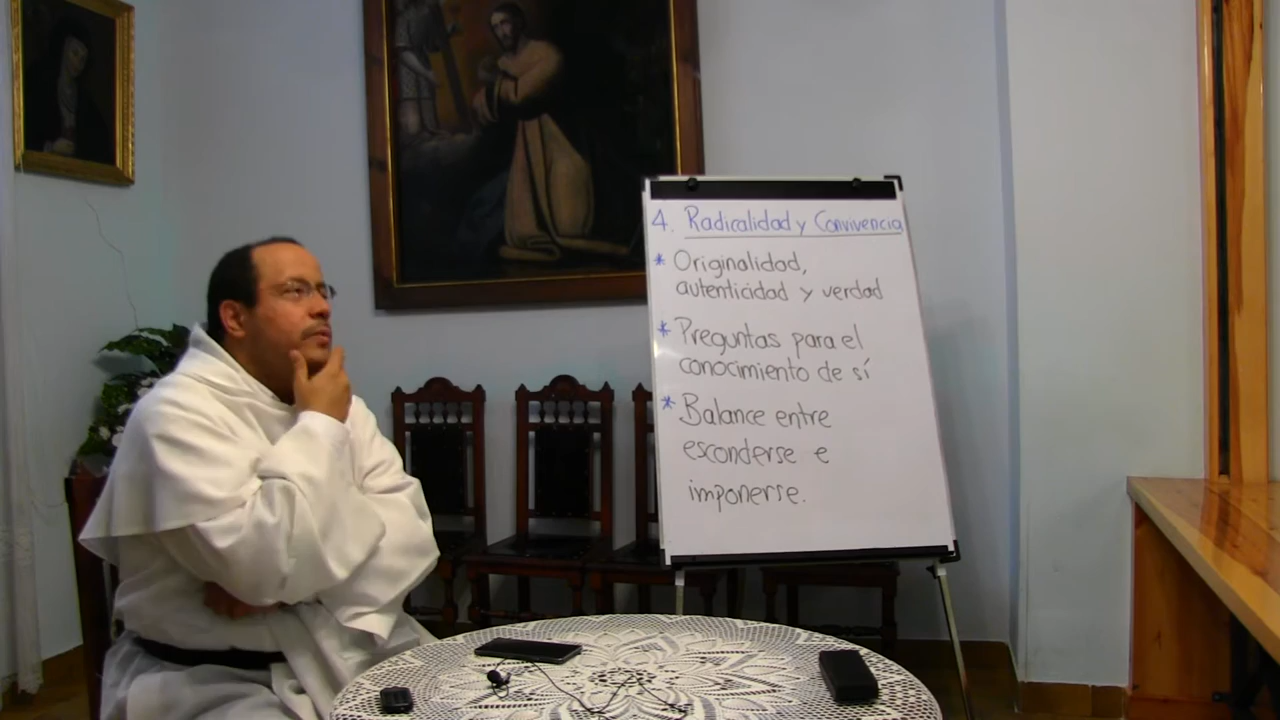 4. Radicalidad y Convivencia
* Originalidad,
autenticidad y verdad
* Preguntas para el
conocimiento de sí
* Balance entre
esconderse e
imponerse.